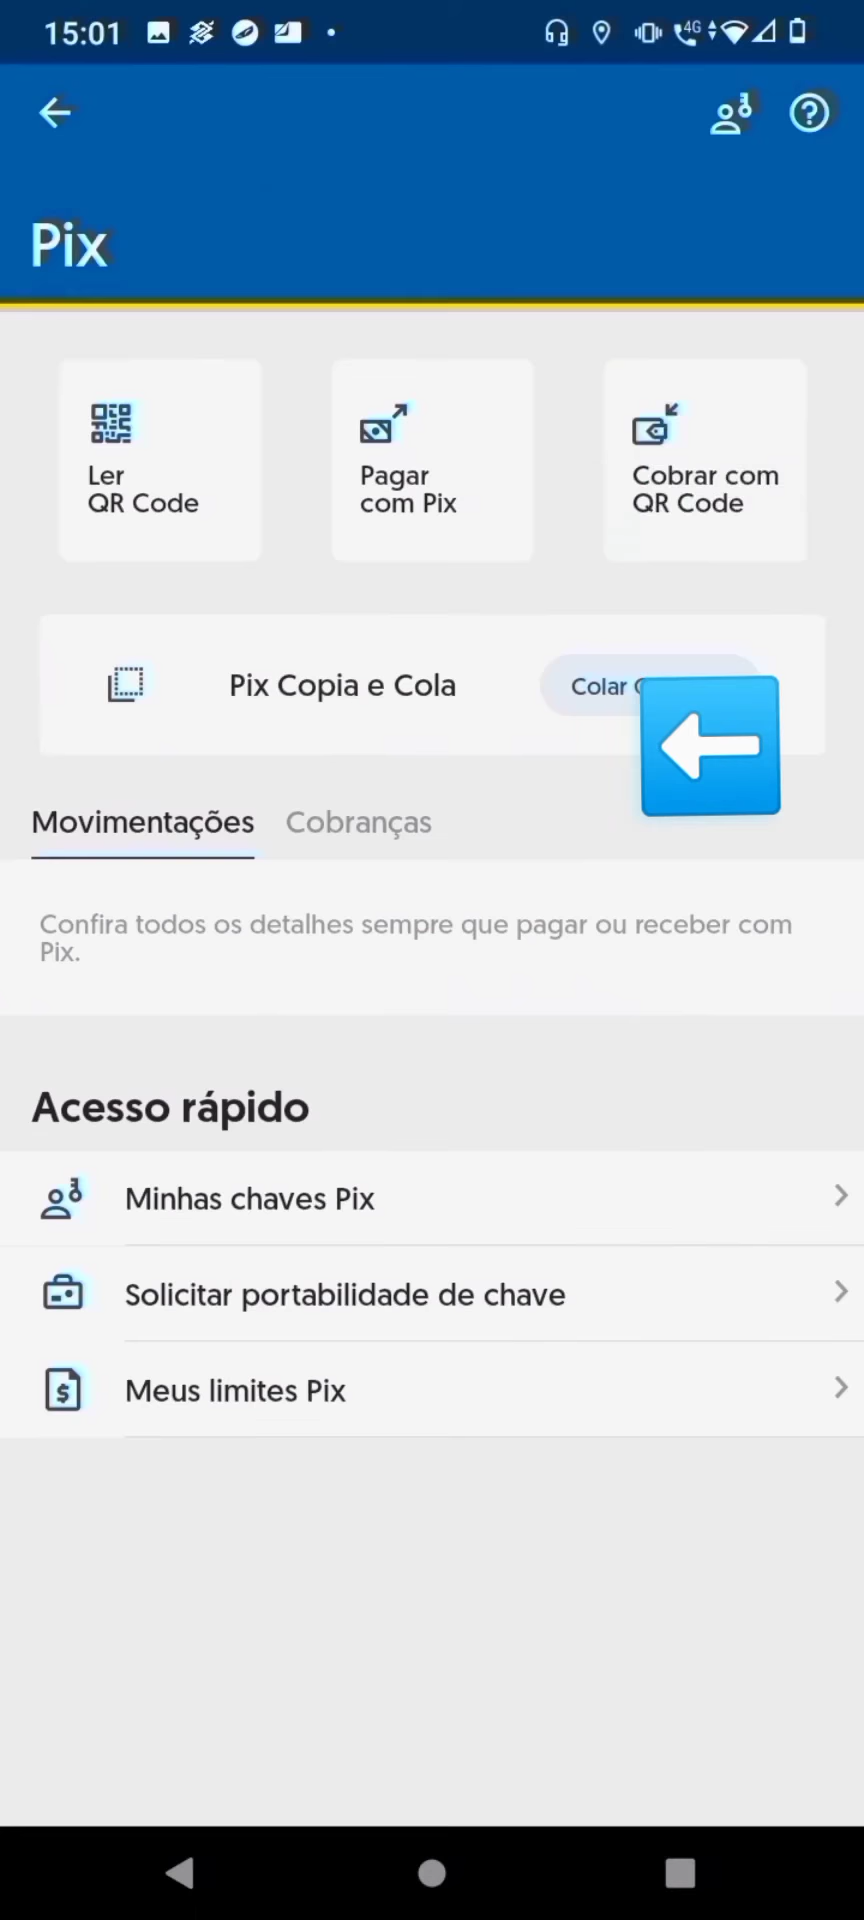 15:01
4G
Pix
Ler
QR Code
Pagar
com Pix
Cobrar com
QR Code
Pix Copia e Cola
Colar
Movimentações
Cobranças
Confira todos os detalhes sempre que pagar ou receber com
Pix.
Acesso rápido
Minhas chaves Pix
Solicitar portabilidade de chave
Meus limites Pix